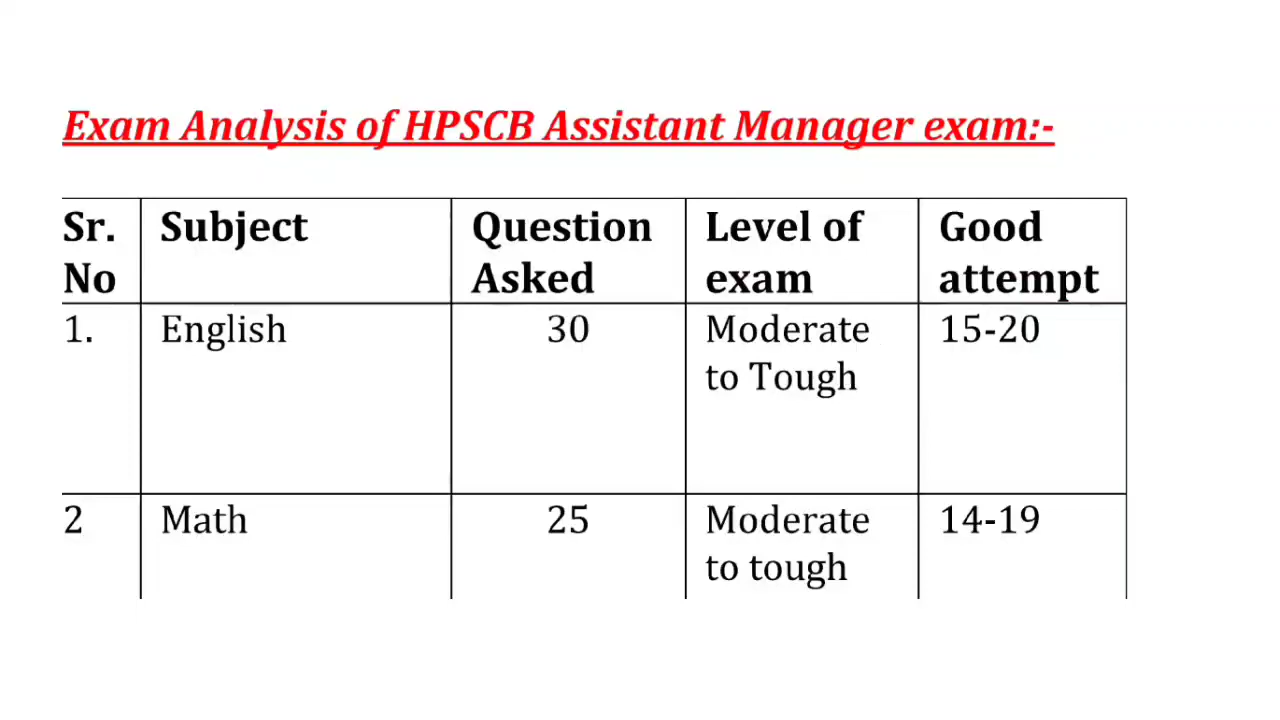 Exam Analysis of HPSCB Assistant Manager exam:-
Sr. No Subject Question Asked Level of exam Good attempt
1. English 30 Moderate to Tough 15-20
2 Math 25 Moderate to tough 14-19